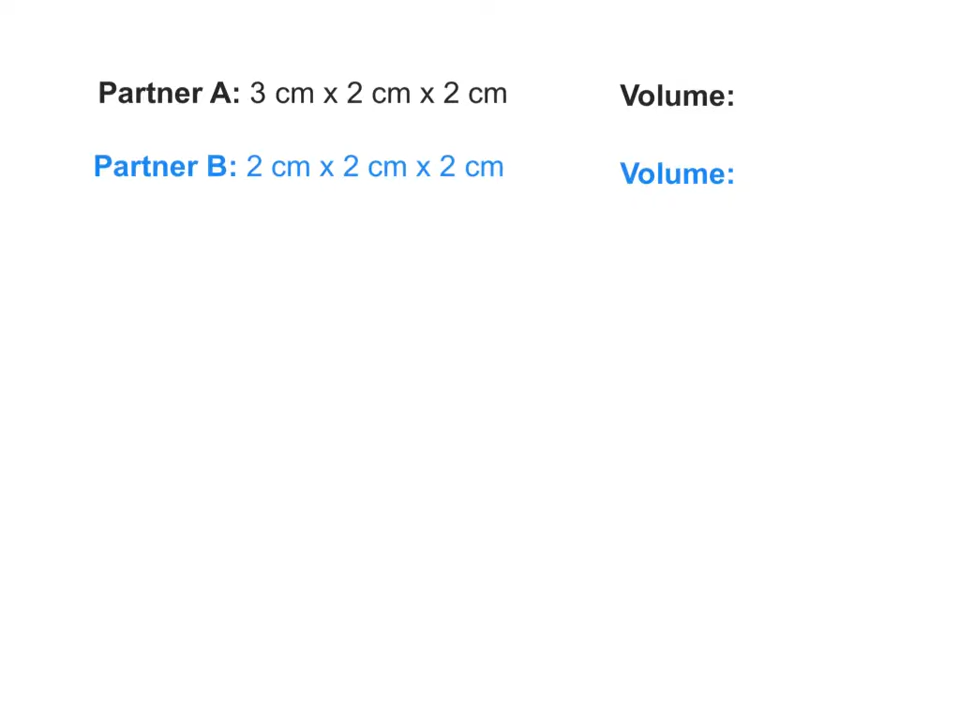 Partner A: 3 cm x 2 cm x 2 cm
Volume:
Partner B: 2 cm x 2 cm x 2 cm
Volume: